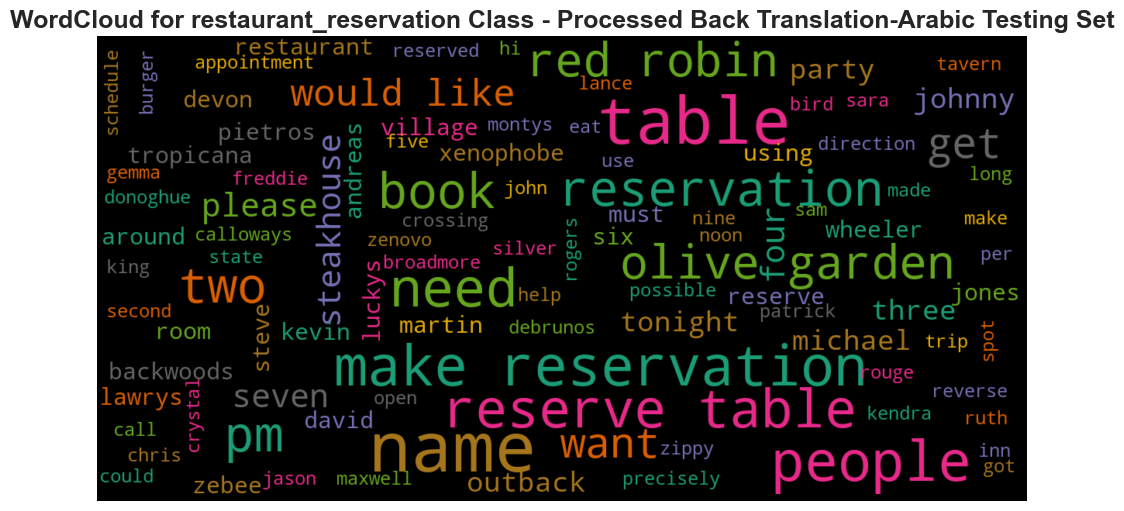 WordCloud for restaurant_reservation Class - Processed Back Translation-Arabic Testing Set
schedule
burger
restaurant
reserved
hi
red robin
party
tavern
appointment
devon
would like
lance
table
bird
sara
johnny
pietros
village
montys
eat
five
andreas
xenophobe
using
direction
get
tropicana
use
gemma
freddie
steakhouse
book
john
reservation
made
long
donoghue
please
crossing
must
nine
sam
four
make
around
calloways
zenovo
silver
rogers
six
noon
wheeler
state
king
luckys
broadmore
olive garden
per
two
need
help
possible
reserve
jones
second
room
steve
kevin
martin
debrunos
tonight
patrick
three
michael
trip
spot
backwoods
make reservation
rouge
lawrys
crystal
seven
open
reserve table
reverse
call
pm
david
kendra
ruth
chris
name
want
zippy
people
inn
could
zebee
jason
maxwell
outback
precisely
got